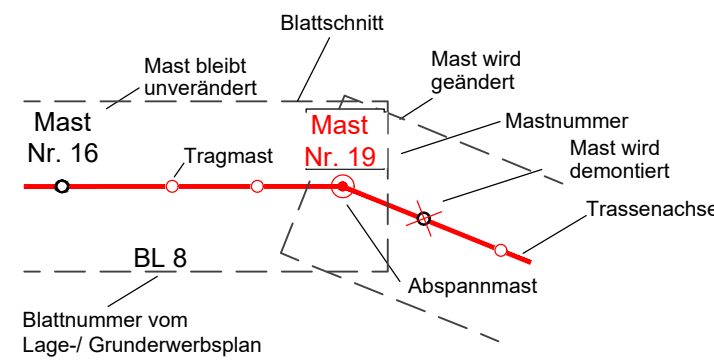 Blattschnitt
Mast bleibt
unverändert
Mast wird
geändert
Mast
Nr. 16
Mast
Nr. 19
Mastnummer
Tragmast
Mast wird
demontiert
Trassenachse
BL 8
Abspannmast
Blattnummer vom
Lage-/ Grunderwerbsplan